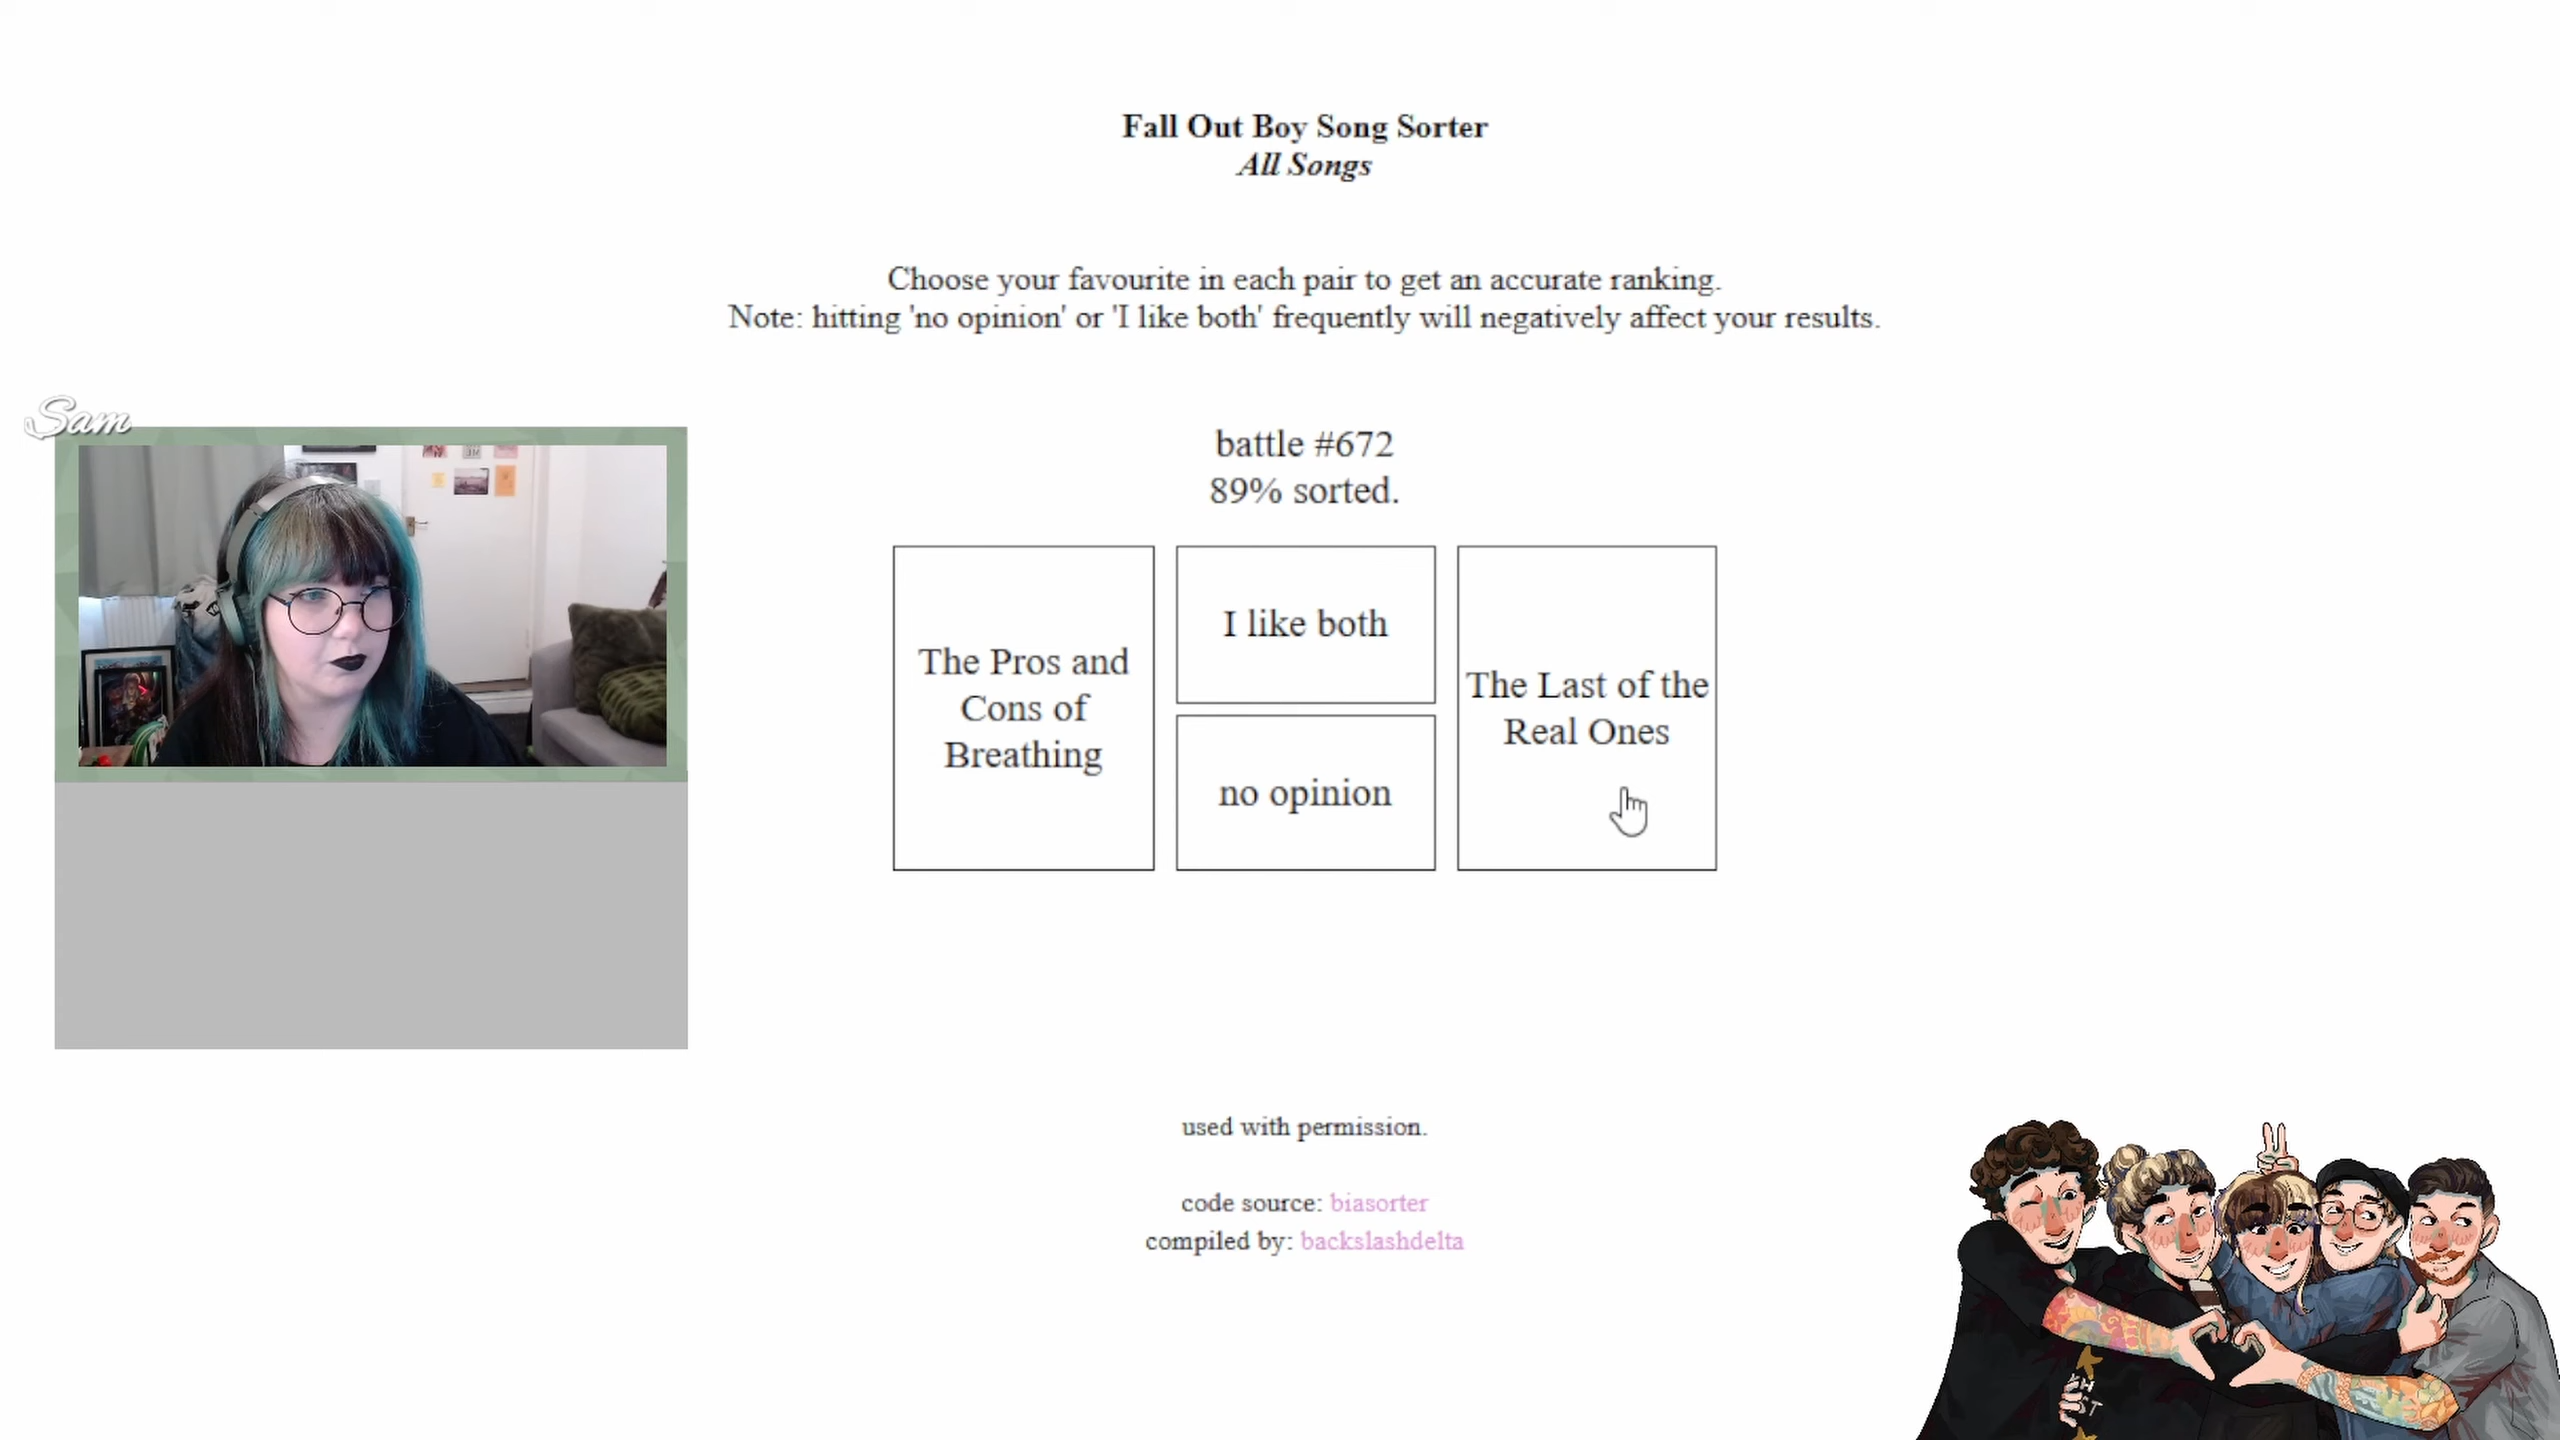 Fall Out Boy Song Sorter
All Songs
Choose your favourite in each pair to get an accurate ranking.
Note: hitting 'no opinion' or 'I like both' frequently will negatively affect your results.
Sam
battle #672
89% sorted.
The Pros and
Cons of
Breathing
I like both
no opinion
The Last of the
Real Ones
used with permission.
code source: biasorter
compiled by: backslashdelta